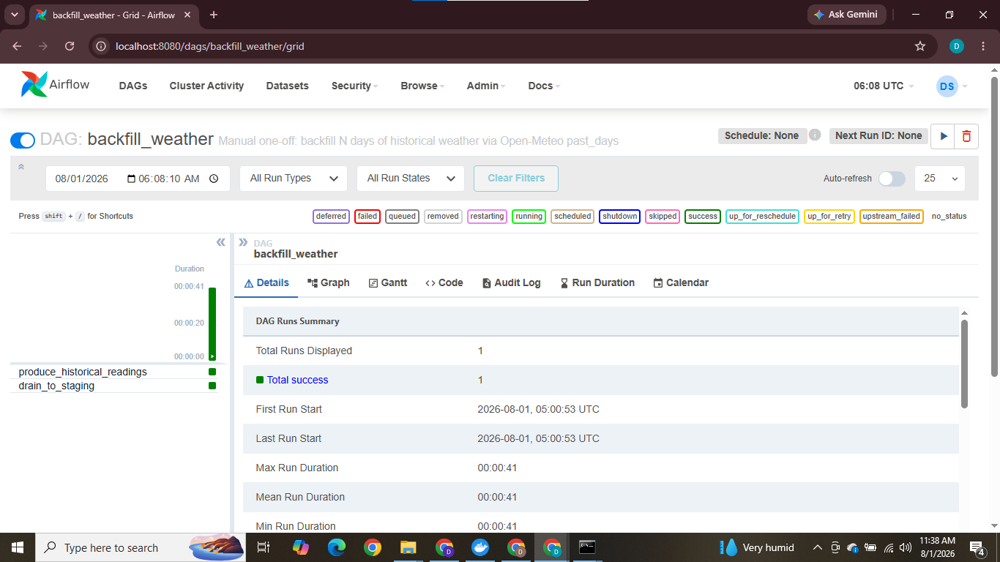 backfill_weather - Grid - Airflow
Ask Gemini
localhost:8080/dags/backfill_weather/grid
D
Airflow
DAGs
Cluster Activity
Datasets
Security
Browse
Admin
Docs
06:08 UTC
DS
DAG: backfill_weather Manual one-off: backfill N days of historical weather via Open-Meteo past_days
Schedule: None
Next Run ID: None
08/01/2026 06:08:10 AM
All Run Types
All Run States
Clear Filters
Auto-refresh
25
Press shift + / for Shortcuts
deferred failed queued removed restarting running scheduled shutdown skipped success up_for_reschedule up_for_retry upstream_failed no_status
Duration
00:00:41
00:00:20
00:00:00
produce_historical_readings
drain_to_staging
DAG
backfill_weather
Details
Graph
Gantt
Code
Audit Log
Run Duration
Calendar
DAG Runs Summary
Total Runs Displayed 1
Total success 1
First Run Start 2026-08-01, 05:00:53 UTC
Last Run Start 2026-08-01, 05:00:53 UTC
Max Run Duration 00:00:41
Mean Run Duration 00:00:41
Min Run Duration 00:00:41
Type here to search
D
D
D
Very humid
11:38 AM
8/1/2026
4